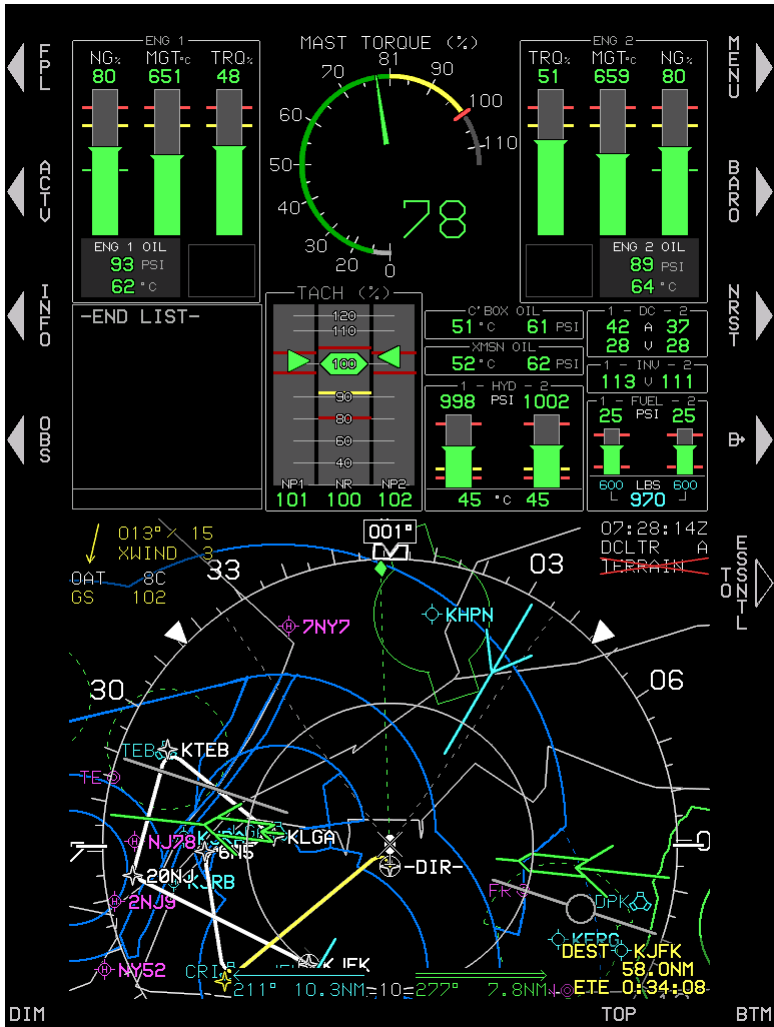 FPL
ACTV
INFO
OBS
MENU
BARO
NRST
ENG 1
NG% MGT°C TRQ%
80 651 48
ENG 1 OIL
93 PSI
62 °C
MAST TORQUE (%)
81
70 90
60 100
50 110
40
30
20 0
78
ENG 2
TRQ% MGT°C NG%
51 659 80
ENG 2 OIL
89 PSI
64 °C
-END LIST-
TACH (%)
120
110
100
90
80
60
40
NP1 NR NP2
101 100 102
C'BOX OIL
51 °C 61 PSI
XMSN OIL
52 °C 62 PSI
1 - HYD - 2
998 PSI 1002
45 °C 45
1 - DC - 2
42 A 37
28 V 28
1 - INV - 2
113 V 111
1 - FUEL - 2
25 PSI 25
600 LBS 600
970
013° / 15
XWIND 3
OAT 8C
GS 102
001°
07:28:14Z
DCLTR A
TERRAIN
ESSNTL
TO
33
03
30
06
7NY7
KHPN
TEB KTEB
TE
KLGA
NJ78
6N5
-DIR-
20NJ
KJRB
2NJ9
FR
DPK
KFRG
NY52
CRI
KJFK
DEST KJFK
58.0NM
ETE 0:34:08
211° 10.3NM
10
277° 7.8NM
DIM
TOP
BTM